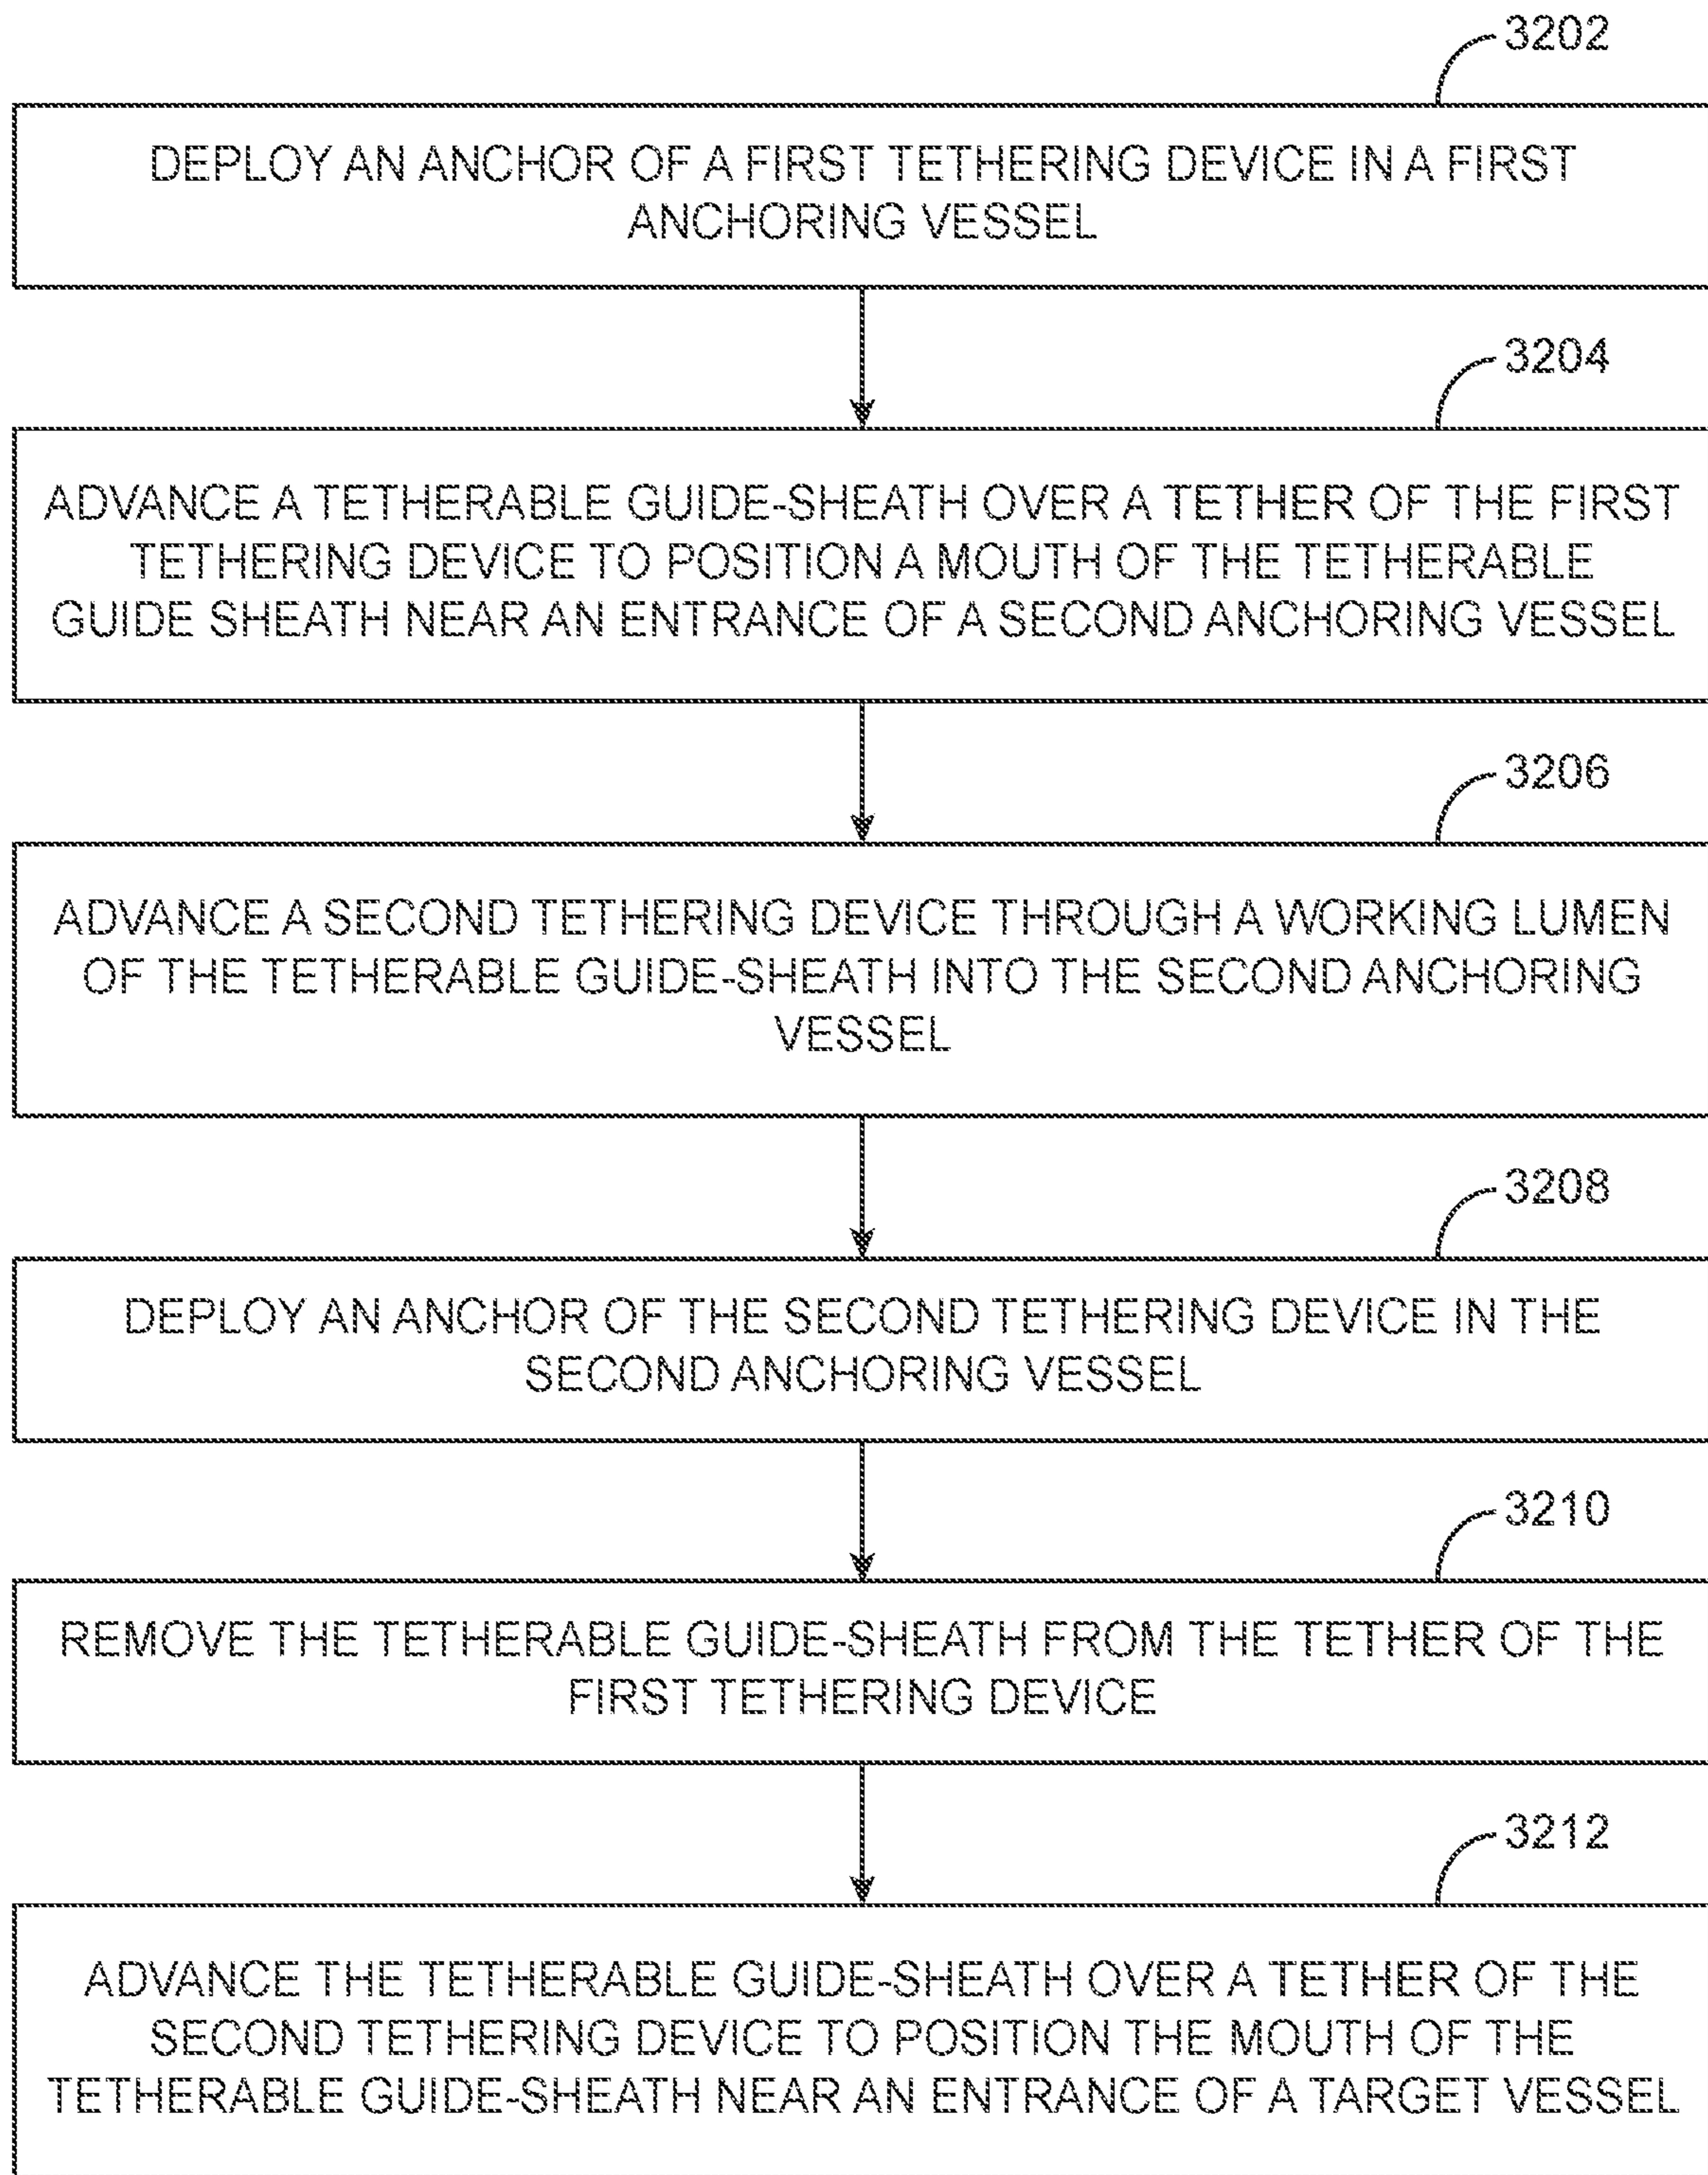 3202
DEPLOY AN ANCHOR OF A FIRST TETHERING DEVICE IN A FIRST
ANCHORING VESSEL
3204
ADVANCE A TETHERABLE GUIDE-SHEATH OVER A TETHER OF THE FIRST
TETHERING DEVICE TO POSITION A MOUTH OF THE TETHERABLE
GUIDE SHEATH NEAR AN ENTRANCE OF A SECOND ANCHORING VESSEL
3206
ADVANCE A SECOND TETHERING DEVICE THROUGH A WORKING LUMEN
OF THE TETHERABLE GUIDE-SHEATH INTO THE SECOND ANCHORING
VESSEL
3208
DEPLOY AN ANCHOR OF THE SECOND TETHERING DEVICE IN THE
SECOND ANCHORING VESSEL
3210
REMOVE THE TETHERABLE GUIDE-SHEATH FROM THE TETHER OF THE
FIRST TETHERING DEVICE
3212
ADVANCE THE TETHERABLE GUIDE-SHEATH OVER A TETHER OF THE
SECOND TETHERING DEVICE TO POSITION THE MOUTH OF THE
TETHERABLE GUIDE-SHEATH NEAR AN ENTRANCE OF A TARGET VESSEL